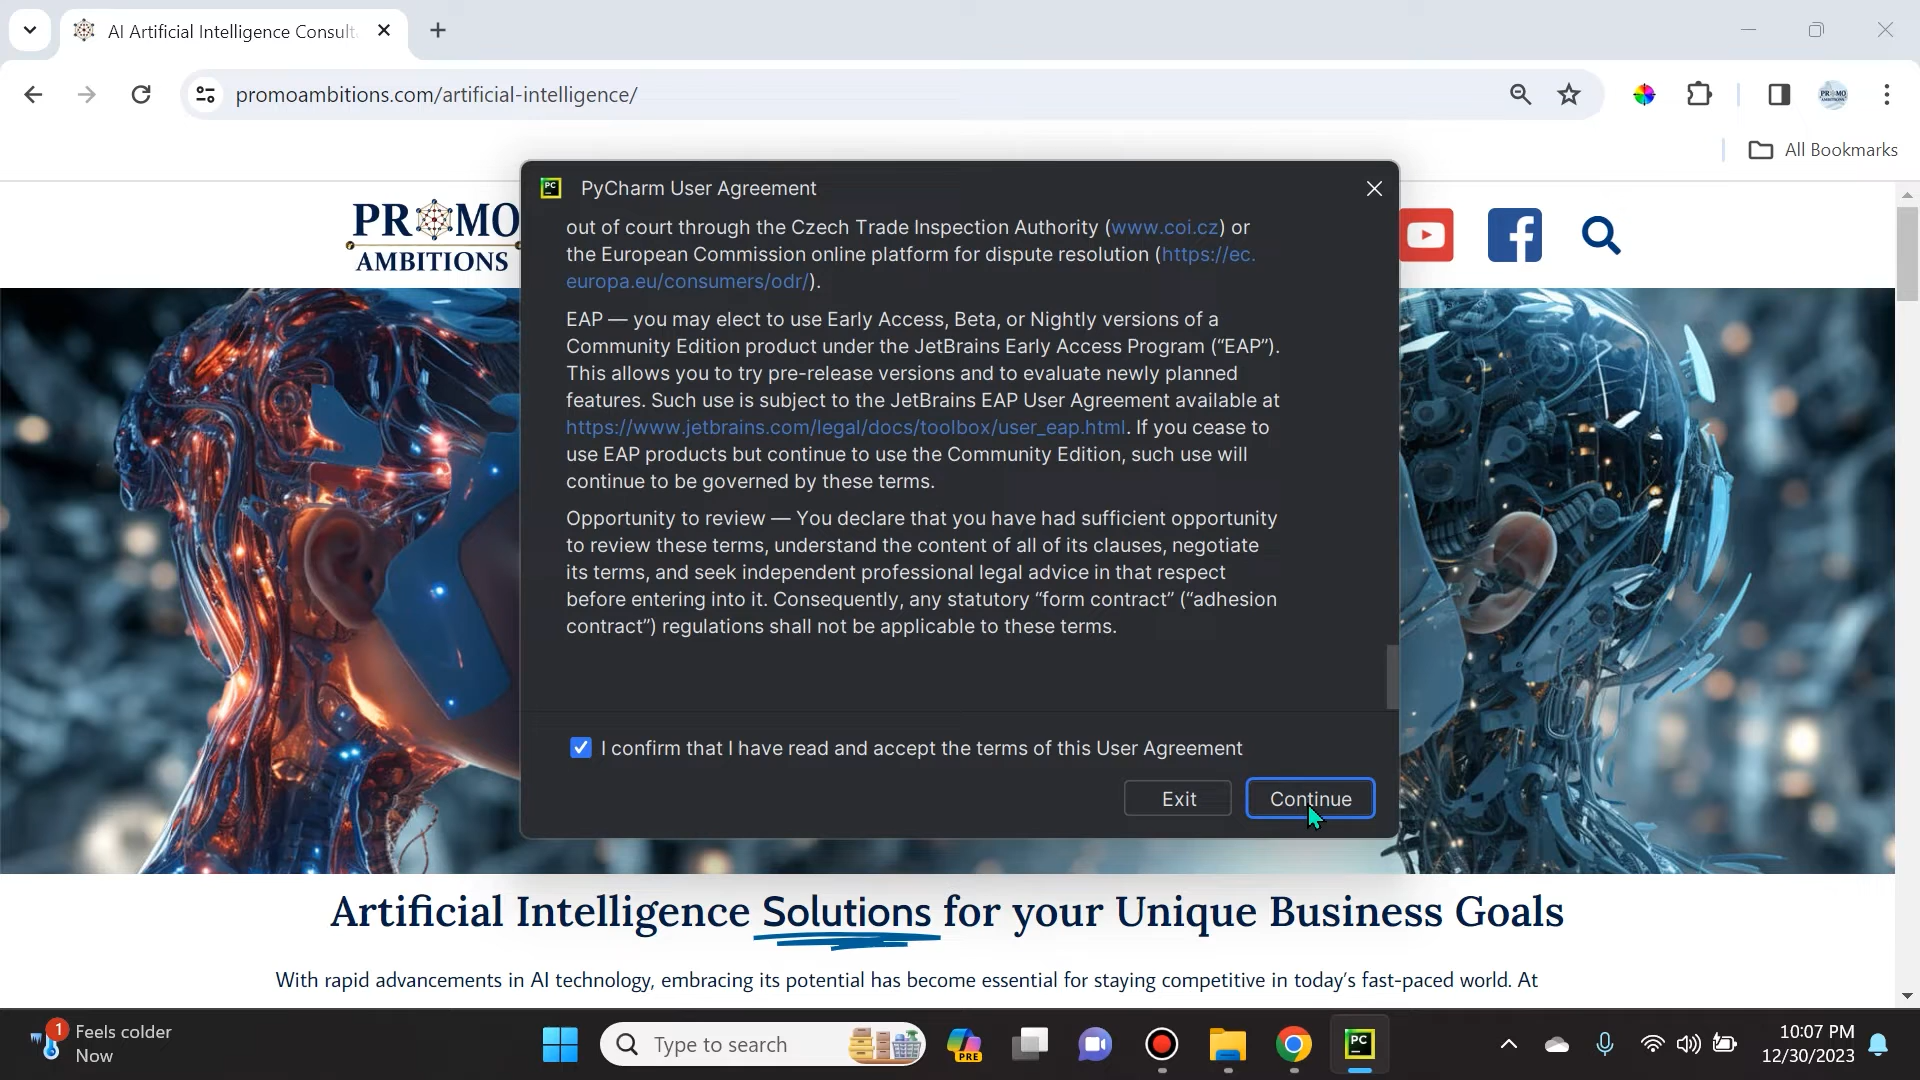 AI Artificial Intelligence Consult
promoambitions.com/artificial-intelligence/
PROMO AMBITIONS
All Bookmarks
PROMO
AMBITIONS
PC PyCharm User Agreement
out of court through the Czech Trade Inspection Authority (www.coi.cz) or
the European Commission online platform for dispute resolution (https://ec.
europa.eu/consumers/odr/).
EAP — you may elect to use Early Access, Beta, or Nightly versions of a
Community Edition product under the JetBrains Early Access Program (“EAP”).
This allows you to try pre-release versions and to evaluate newly planned
features. Such use is subject to the JetBrains EAP User Agreement available at
https://www.jetbrains.com/legal/docs/toolbox/user_eap.html. If you cease to
use EAP products but continue to use the Community Edition, such use will
continue to be governed by these terms.
Opportunity to review — You declare that you have had sufficient opportunity
to review these terms, understand the content of all of its clauses, negotiate
its terms, and seek independent professional legal advice in that respect
before entering into it. Consequently, any statutory “form contract” (“adhesion
contract”) regulations shall not be applicable to these terms.
I confirm that I have read and accept the terms of this User Agreement
Exit Continue
Artificial Intelligence Solutions for your Unique Business Goals
With rapid advancements in AI technology, embracing its potential has become essential for staying competitive in today’s fast-paced world. At
1 Feels colder
Now
Type to search
PRE
PC
10:07 PM
12/30/2023